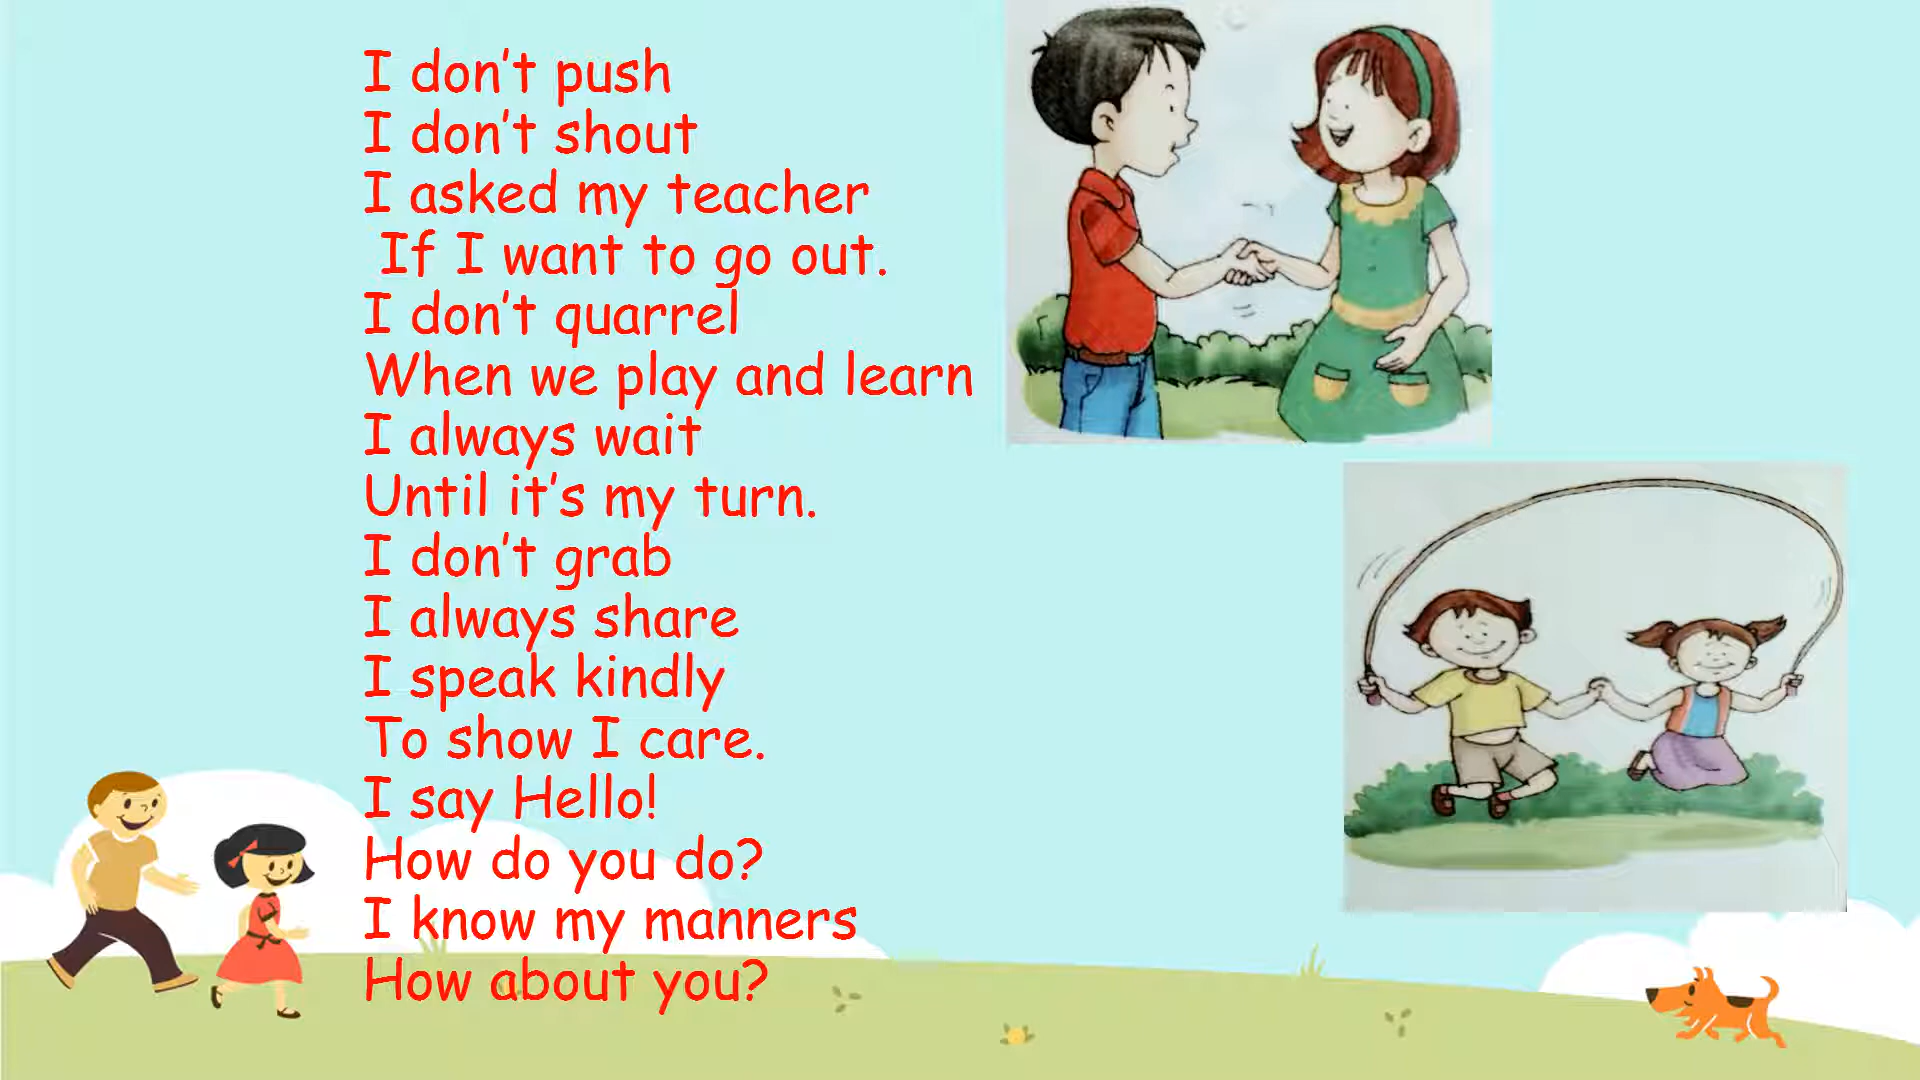 I don’t push
I don’t shout
I asked my teacher
If I want to go out.
I don’t quarrel
When we play and learn
I always wait
Until it’s my turn.
I don’t grab
I always share
I speak kindly
To show I care.
I say Hello!
How do you do?
I know my manners
How about you?